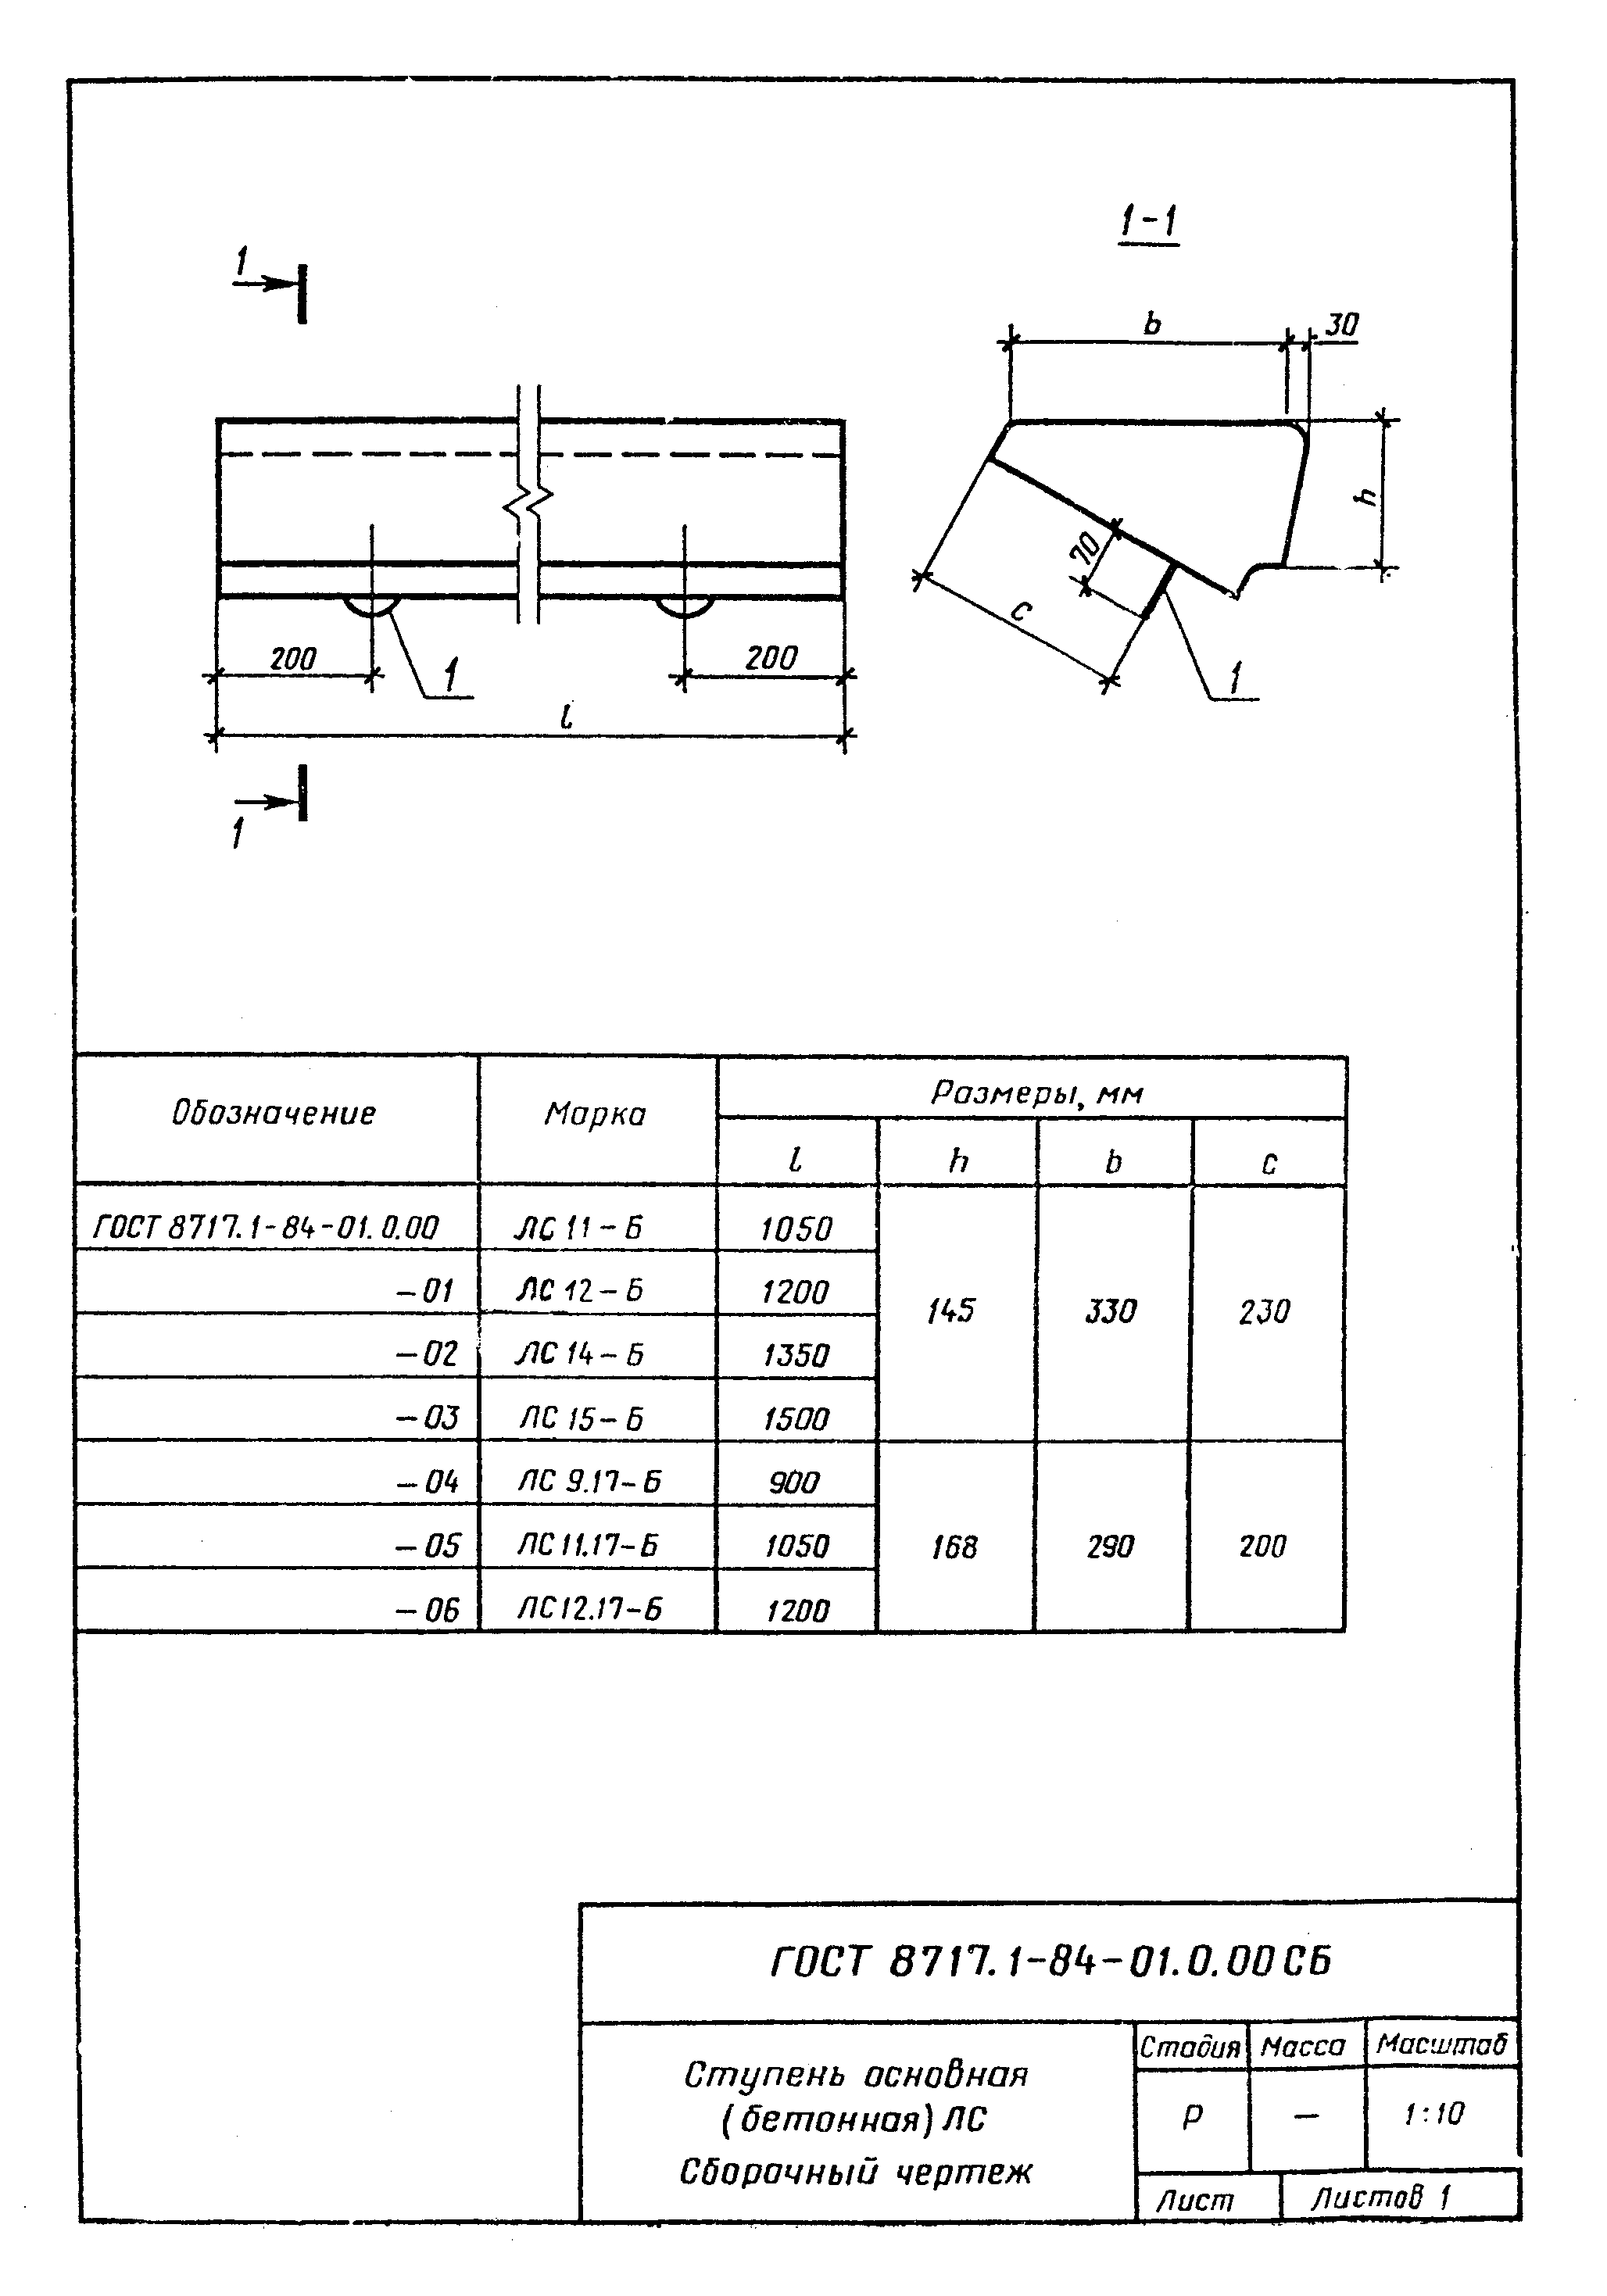 1
1-1
b
30
h
70
c
1
200
1
200
l
1
Обозначение
Марка
Размеры, мм
l
h
b
c
ГОСТ 8717.1-84-01.0.00
ЛС 11-Б
1050
145
330
230
-01
ЛС 12-Б
1200
-02
ЛС 14-Б
1350
-03
ЛС 15-Б
1500
-04
ЛС 9.17-Б
900
168
290
200
-05
ЛС 11.17-Б
1050
-06
ЛС 12.17-Б
1200
ГОСТ 8717.1-84-01.0.00 СБ
Ступень основная
(бетонная) ЛС
Сборочный чертеж
Стадия
Масса
Масштаб
Р
—
1:10
Лист
Листов 1